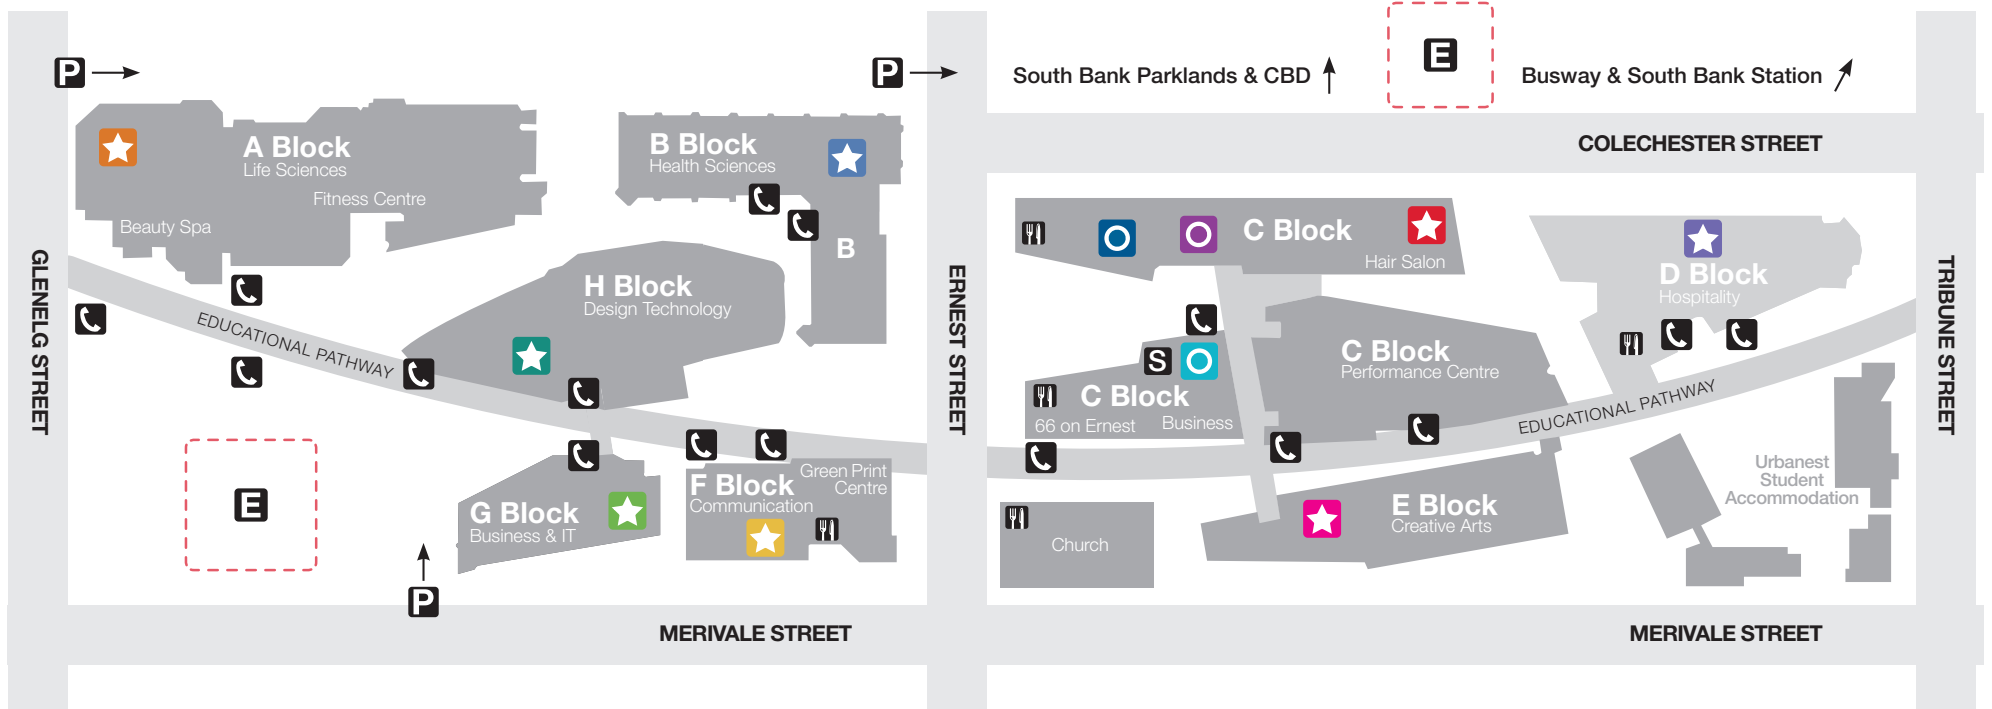 P
P
South Bank Parklands & CBD
E
Busway & South Bank Station
COLECHESTER STREET
A Block
Life Sciences
Fitness Centre
Beauty Spa
B Block
Health Sciences
B
C Block
Hair Salon
D Block
Hospitality
GLENELG STREET
ERNEST STREET
TRIBUNE STREET
H Block
Design Technology
EDUCATIONAL PATHWAY
S
C Block
66 on Ernest
Business
C Block
Performance Centre
EDUCATIONAL PATHWAY
E
G Block
Business & IT
F Block
Communication
Green Print
Centre
Church
E Block
Creative Arts
Urbanest
Student
Accommodation
P
MERIVALE STREET
MERIVALE STREET